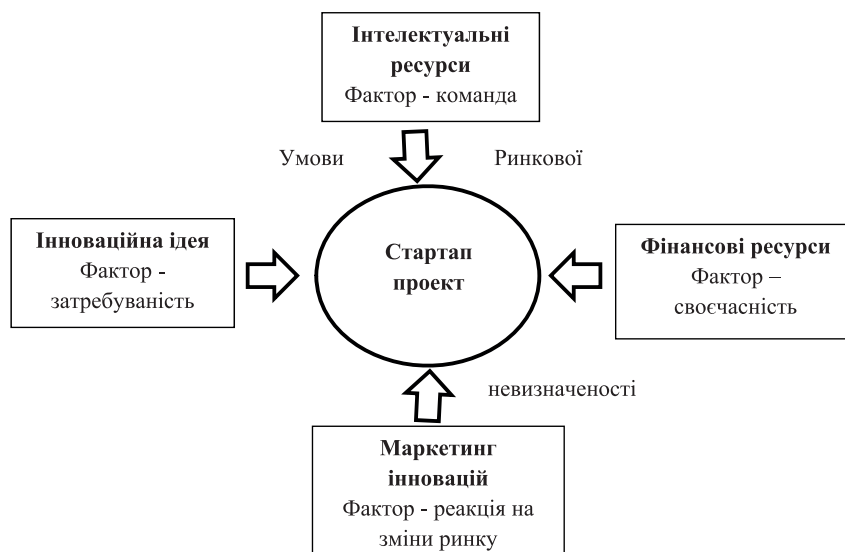 Інтелектуальні
ресурси
Фактор - команда
Умови
Ринкової
Інноваційна ідея
Фактор -
затребуваність
Стартап
проект
Фінансові ресурси
Фактор –
своєчасність
невизначеності
Маркетинг
інновацій
Фактор - реакція на
зміни ринку